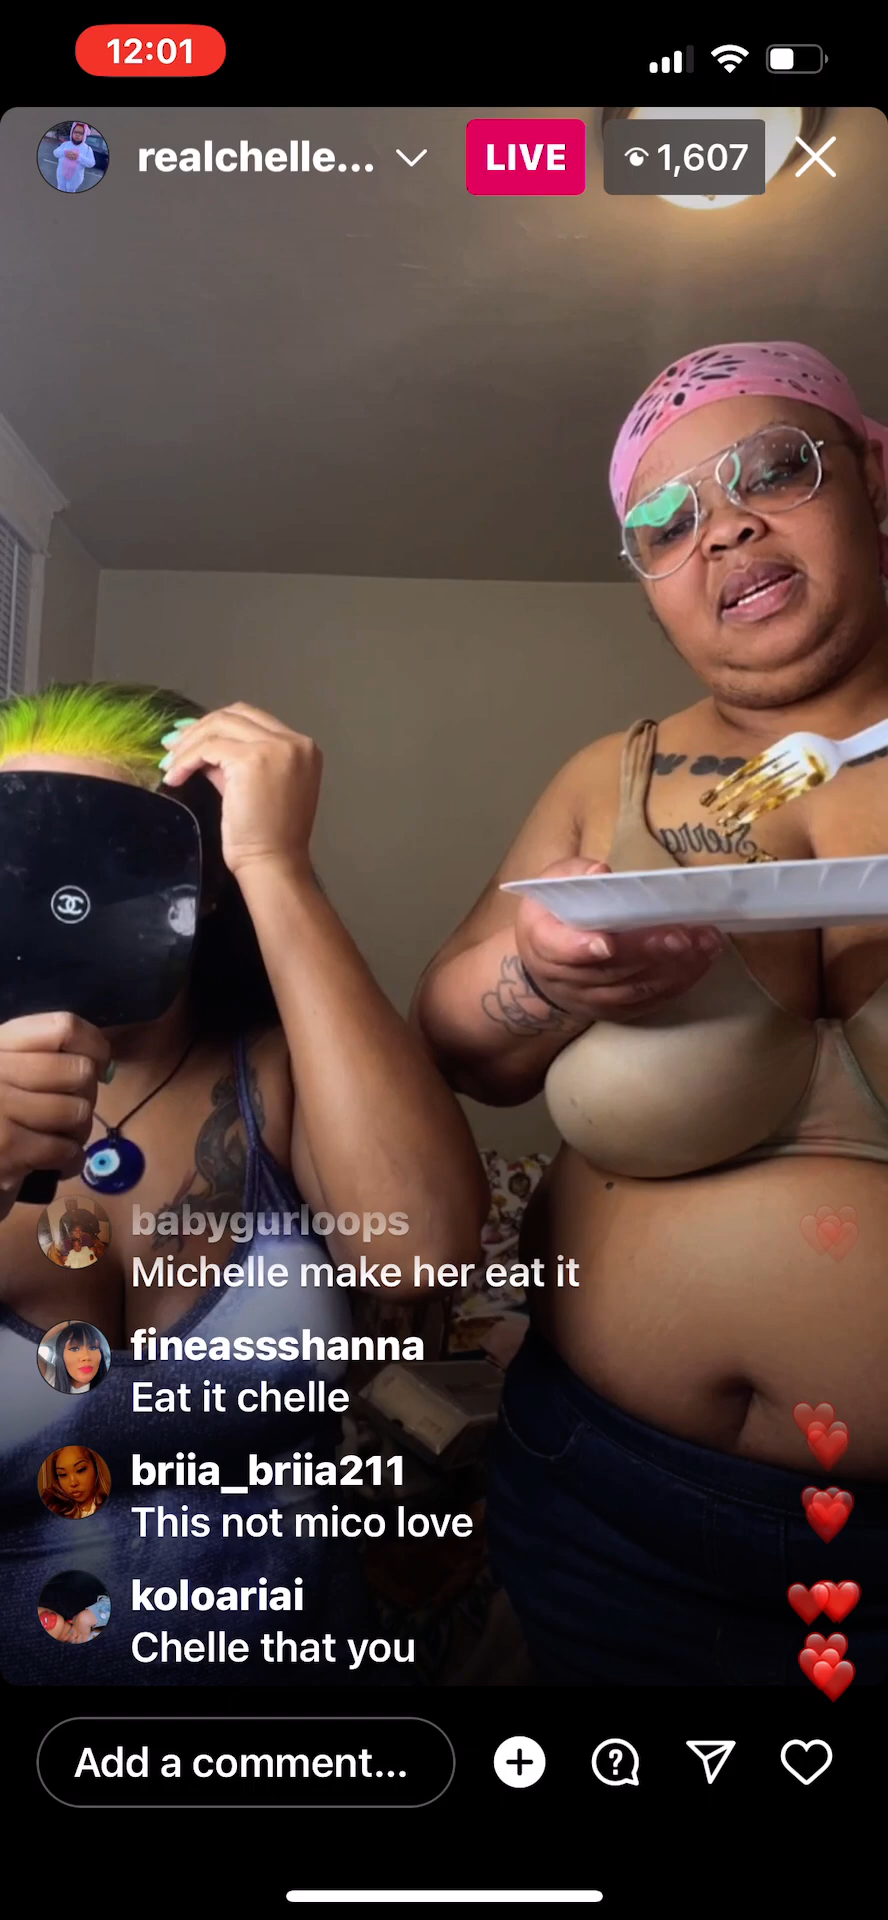 12:01
realchelle...
LIVE
1,607
Sierra
babygurloops
Michelle make her eat it
fineassshanna
Eat it chelle
briia_briia211
This not mico love
koloariai
Chelle that you
Add a comment...